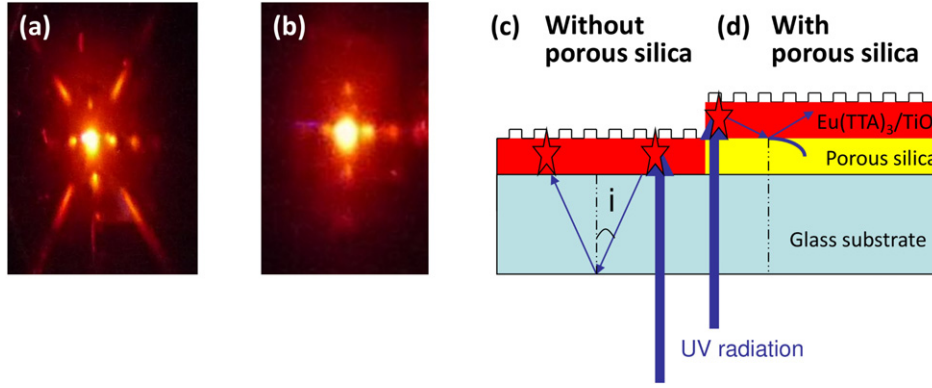 (a)
(b)
(c) Without
porous silica
(d) With
porous silica
Eu(TTA)3/TiO
Porous silica
i
Glass substrate
UV radiation